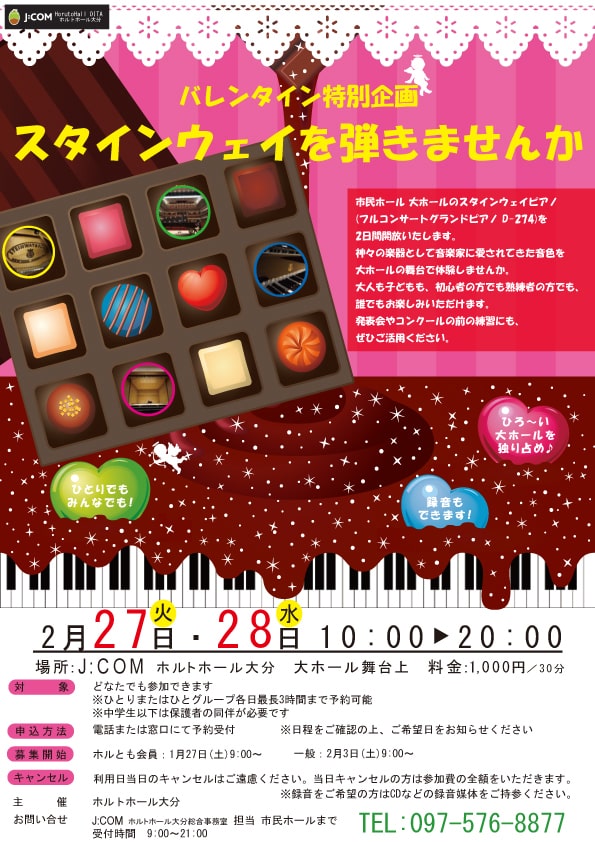 J:COM HorutoHall OITA
ホルトホール大分
バレンタイン特別企画
スタインウェイを弾きませんか
市民ホール 大ホールのスタインウェイピアノ
(フルコンサートグランドピアノ D-274)を
2日間開放いたします。
神々の楽器として音楽家に愛されてきた音色を
大ホールの舞台で体験しませんか。
大人も子どもも、初心者の方でも熟練者の方でも、
誰でもお楽しみいただけます。
発表会やコンクールの前の練習にも、
ぜひご活用ください。
STEINWAY
ひろ～い
大ホールを
独り占め♪
ひとりでも
みんなでも!
録音も
できます!
2月27日火・28日水 10:00▶20:00
場所:J:COM ホルトホール大分 大ホール舞台上 料金:1,000円/30分
対象 どなたでも参加できます
※ひとりまたはひとグループ各日最長3時間まで予約可能
※中学生以下は保護者の同伴が必要です
申込方法 電話または窓口にて予約受付 ※日程をご確認の上、ご希望日をお知らせください
募集開始 ホルとも会員:1月27日(土)9:00~ 一般:2月3日(土)9:00~
キャンセル 利用日当日のキャンセルはご遠慮ください。当日キャンセルの方は参加費の全額をいただきます。
※録音をご希望の方はCDなどの録音媒体をご持参ください。
主催 ホルトホール大分
お問い合せ J:COM ホルトホール大分総合事務室 担当 市民ホールまで
受付時間 9:00~21:00
TEL:097-576-8877